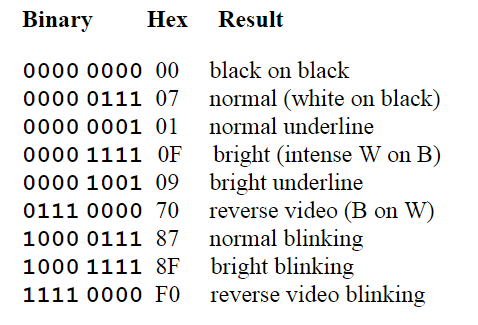 Binary Hex Result
0000 0000 00 black on black
0000 0111 07 normal (white on black)
0000 0001 01 normal underline
0000 1111 0F bright (intense W on B)
0000 1001 09 bright underline
0111 0000 70 reverse video (B on W)
1000 0111 87 normal blinking
1000 1111 8F bright blinking
1111 0000 F0 reverse video blinking